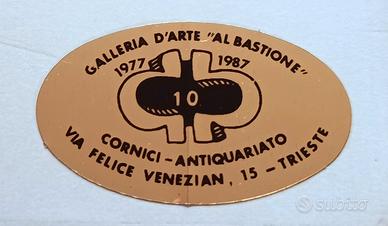 GALLERIA D'ARTE "AL BASTIONE"
1977 1987
10
CORNICI - ANTIQUARIATO
VIA FELICE VENEZIAN, 15 - TRIESTE
subito